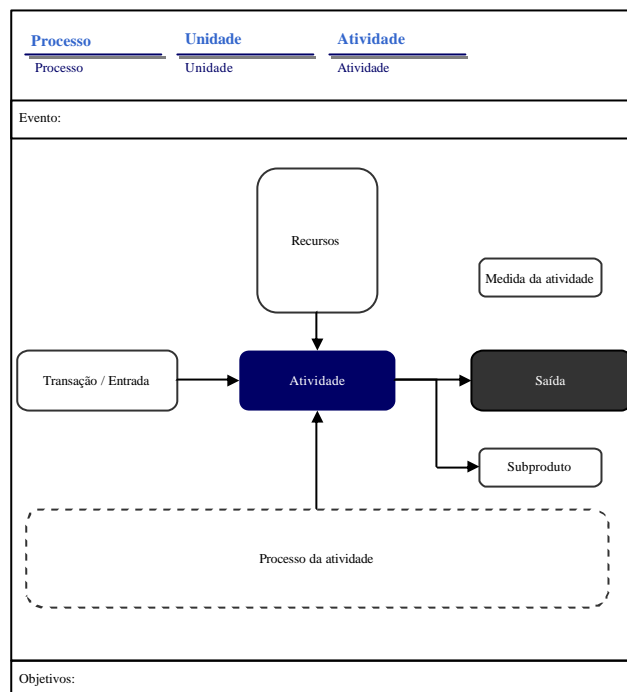 Processo Unidade Atividade
Processo Unidade Atividade
Evento:
Recursos
Medida da atividade
Transação / Entrada
Atividade
Saída
Subproduto
Processo da atividade
Objetivos: